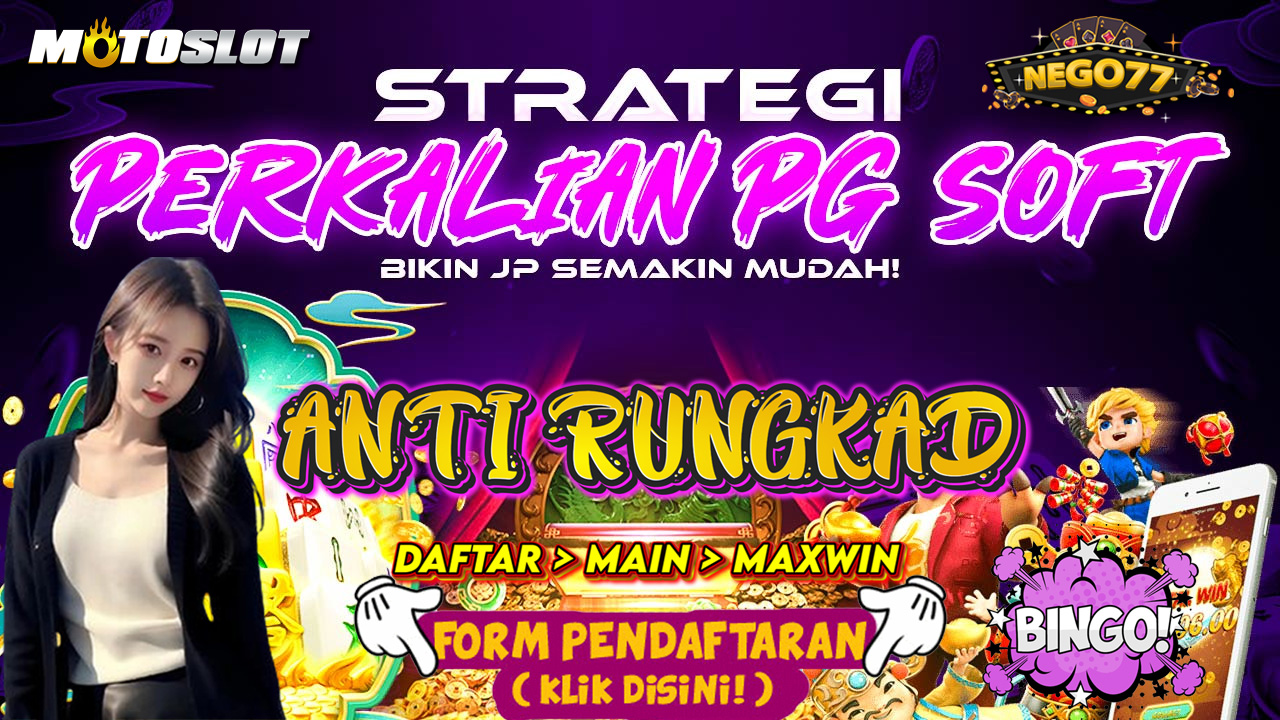 MOTOSLOT
NEGO77
STRATEGI
PERKALIAN PG SOFT
BIKIN JP SEMAKIN MUDAH!
ANTI RUNGKAD
DAFTAR > MAIN > MAXWIN
FORM PENDAFTARAN
( KLIK DISINI! )
WIN
BINGO!